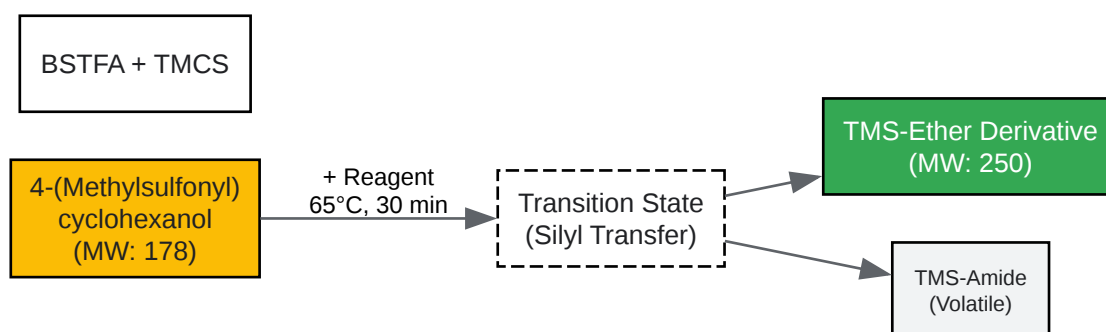 BSTFA + TMCS
4-(Methylsulfonyl)
cyclohexanol
(MW: 178)
+ Reagent
65°C, 30 min
Transition State
(Silyl Transfer)
TMS-Ether Derivative
(MW: 250)
TMS-Amide
(Volatile)